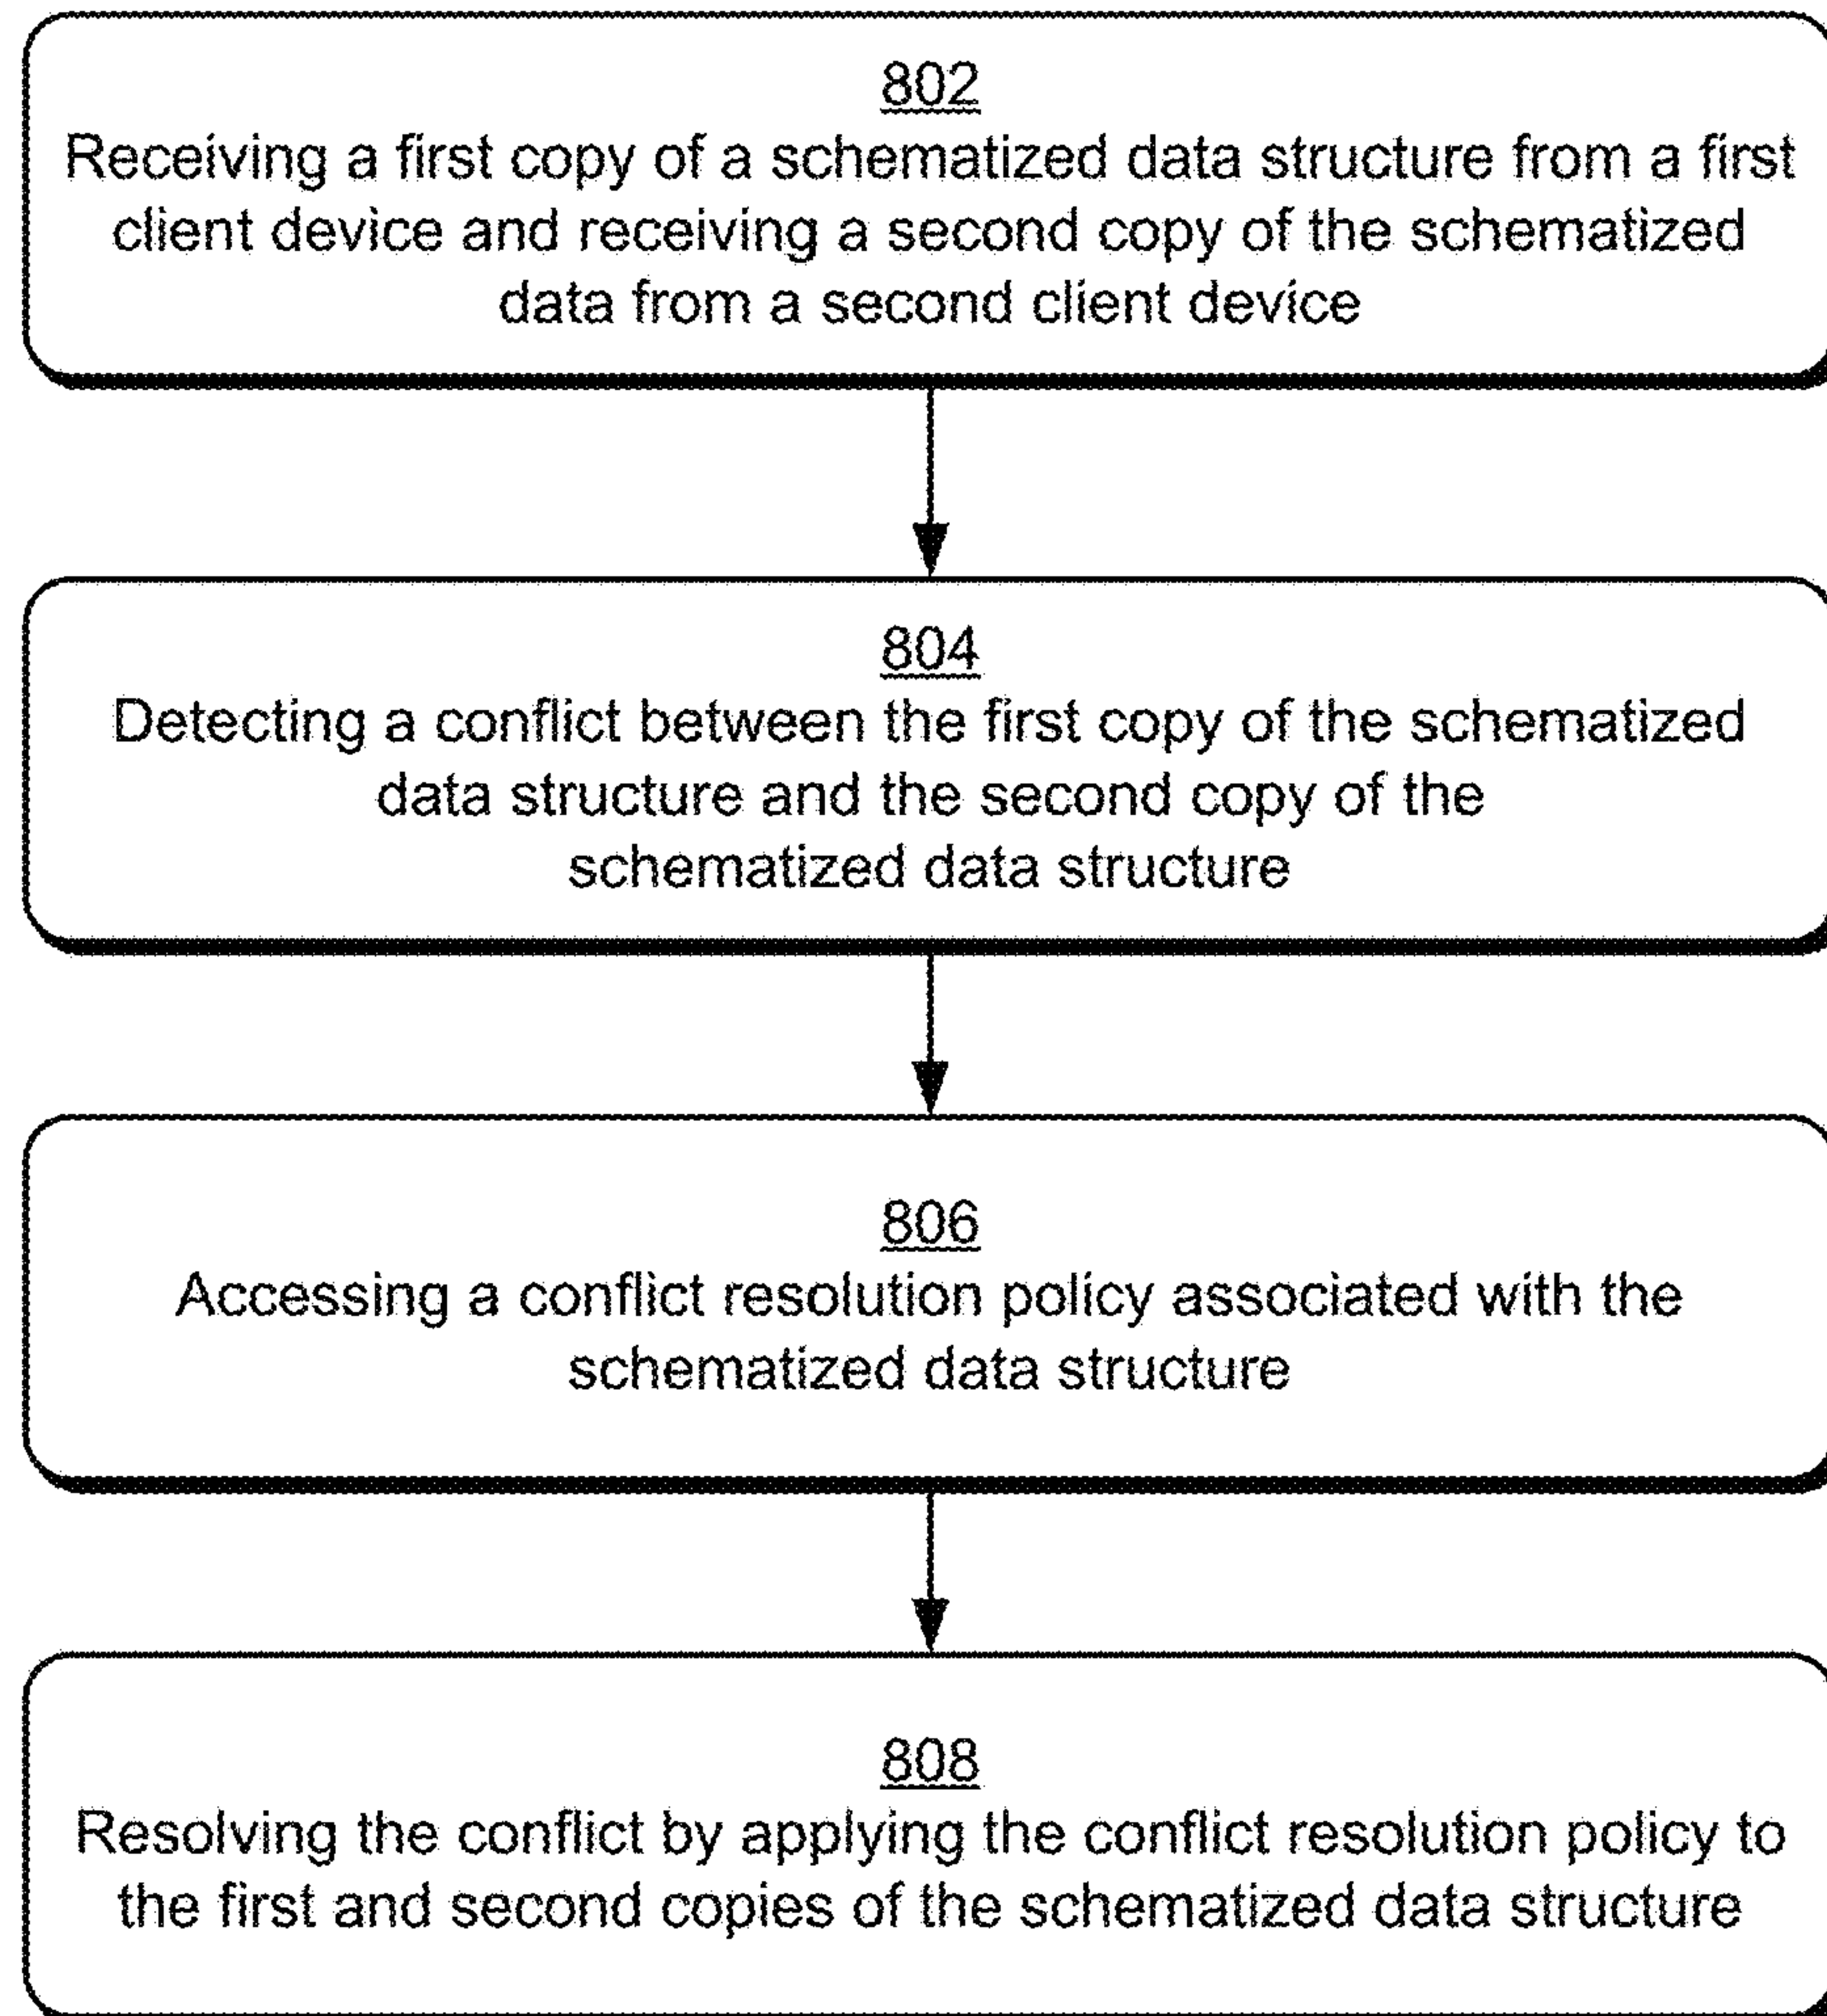 802
Receiving a first copy of a schematized data structure from a first
client device and receiving a second copy of the schematized
data from a second client device
804
Detecting a conflict between the first copy of the schematized
data structure and the second copy of the
schematized data structure
806
Accessing a conflict resolution policy associated with the
schematized data structure
808
Resolving the conflict by applying the conflict resolution policy to
the first and second copies of the schematized data structure